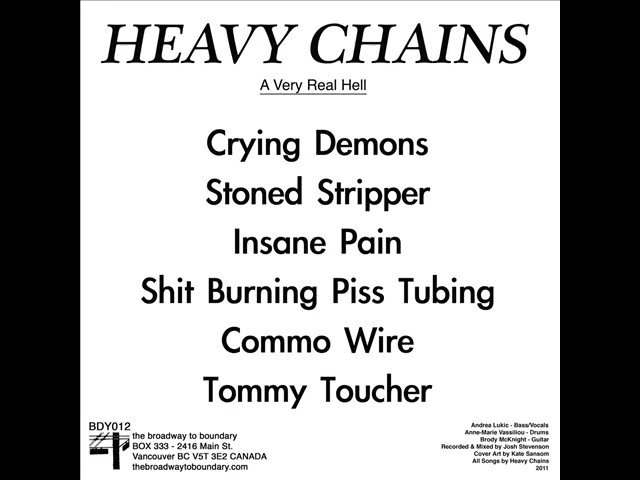 HEAVY CHAINS
A Very Real Hell
Crying Demons
Stoned Stripper
Insane Pain
Shit Burning Piss Tubing
Commo Wire
Tommy Toucher
BDY012
the broadway to boundary
BOX 333 - 2416 Main St.
Vancouver BC V5T 3E2 CANADA
thebroadwaytoboundary.com
Andrea Lukic - Bass/Vocals
Anne-Marie Vassiliou - Drums
Brody McKnight - Guitar
Recorded & Mixed by Josh Stevenson
Cover Art by Kate Sansom
All Songs by Heavy Chains
2011